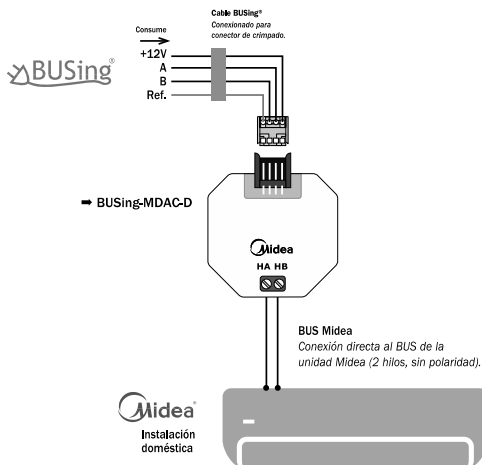 Cable BUSing®
Conexionado para
conector de crimpado.
Consume
+12V
A
B
Ref.
BUSing®
➡ BUSing-MDAC-D
Midea
HA HB
BUS Midea
Conexión directa al BUS de la
unidad Midea (2 hilos, sin polaridad).
Midea®
Instalación
doméstica